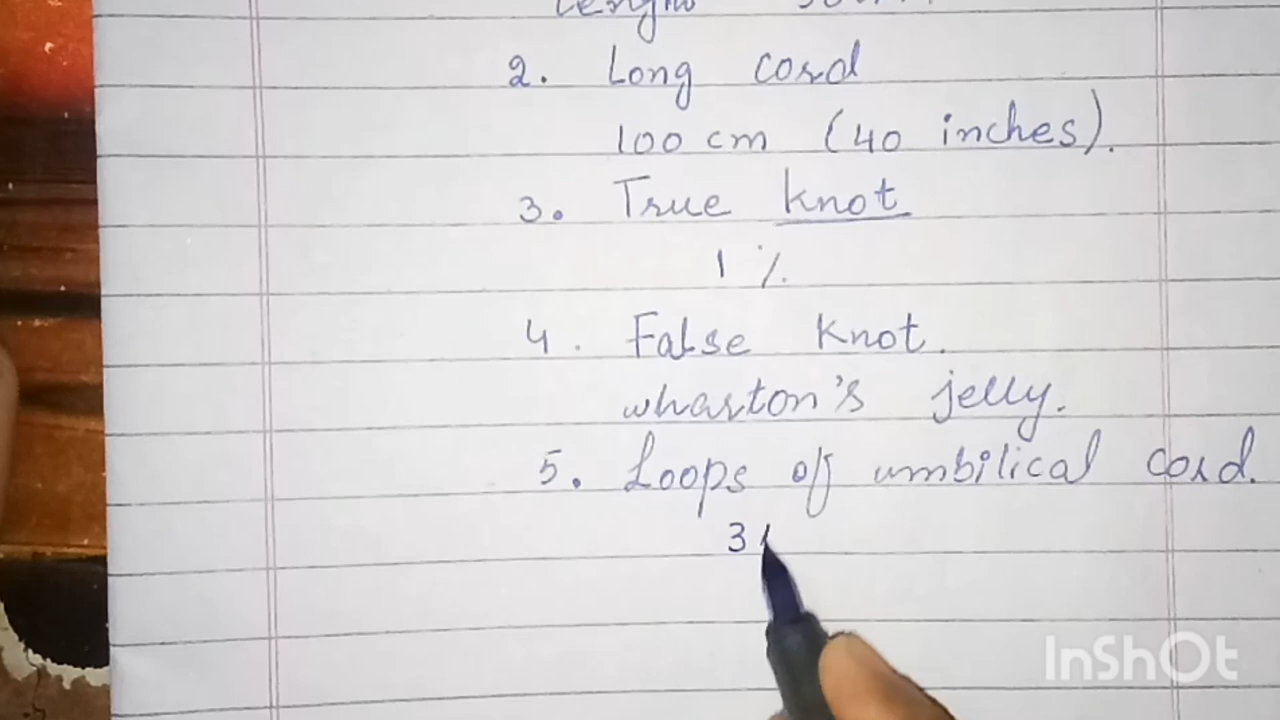 length
2. Long cord
100 cm (40 inches).
3. True knot
1 %.
4. False Knot.
wharton's jelly.
5. Loops of umbilical cord.
3
InShOt